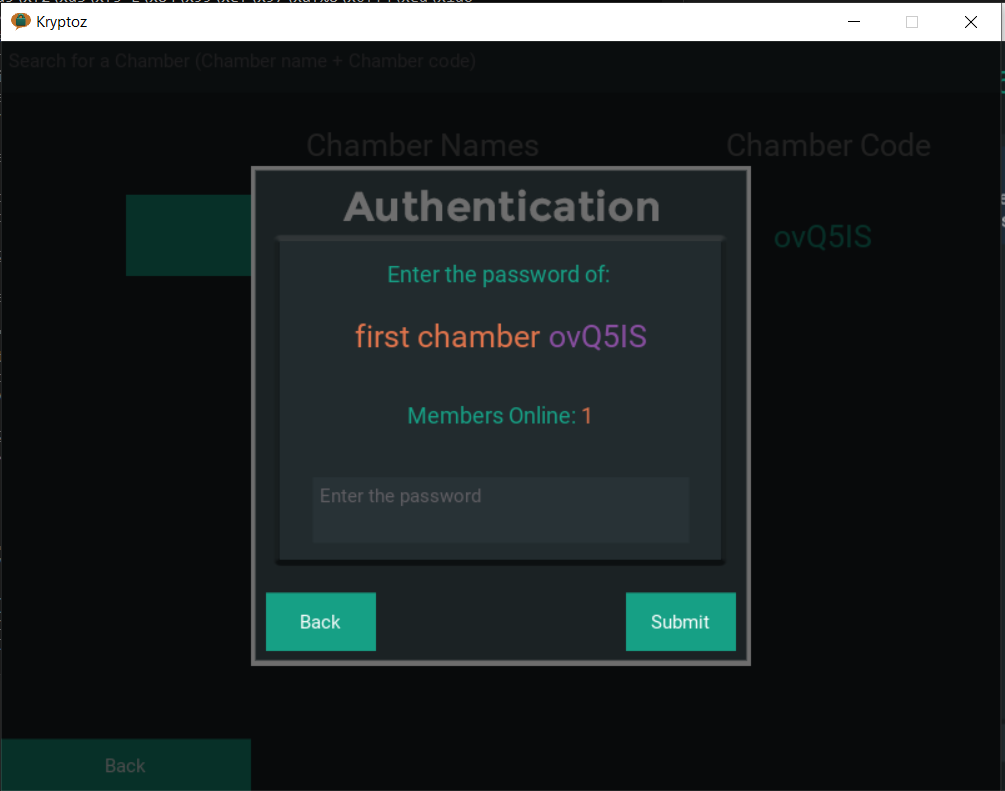 Kryptoz
Search for a Chamber (Chamber name + Chamber code)
Chamber Names
Chamber Code
ovQ5IS
Authentication
Enter the password of:
first chamber ovQ5IS
Members Online: 1
Enter the password
Back
Submit
Back